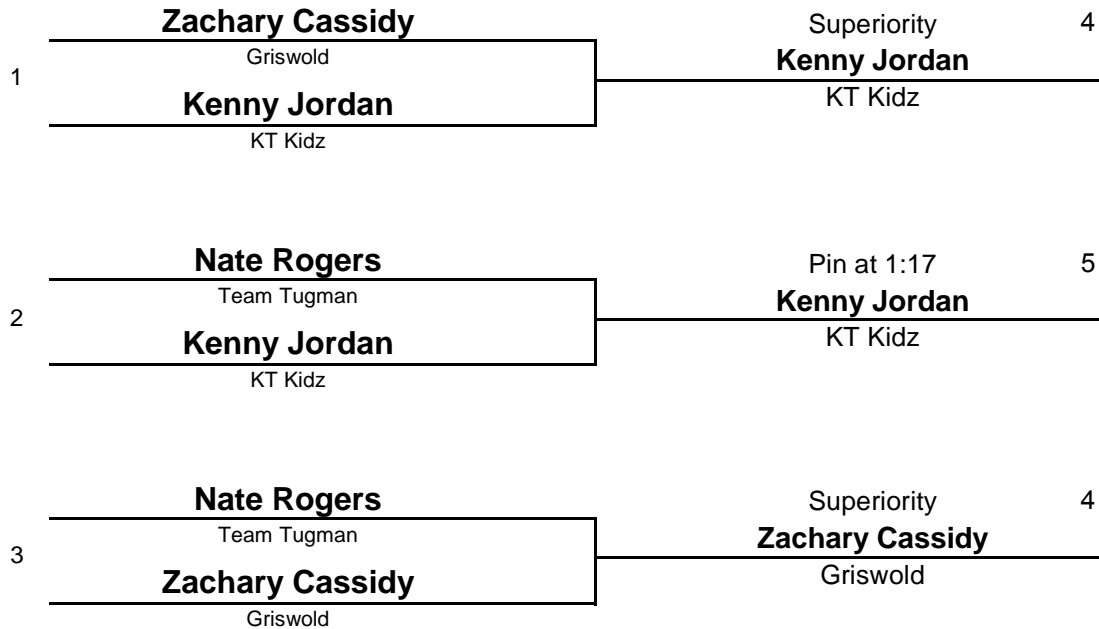 Zachary Cassidy
Griswold
1
Kenny Jordan
KT Kidz
Superiority 4
Kenny Jordan
KT Kidz
Nate Rogers
Team Tugman
2
Kenny Jordan
KT Kidz
Pin at 1:17 5
Kenny Jordan
KT Kidz
Nate Rogers
Team Tugman
3
Zachary Cassidy
Griswold
Superiority 4
Zachary Cassidy
Griswold